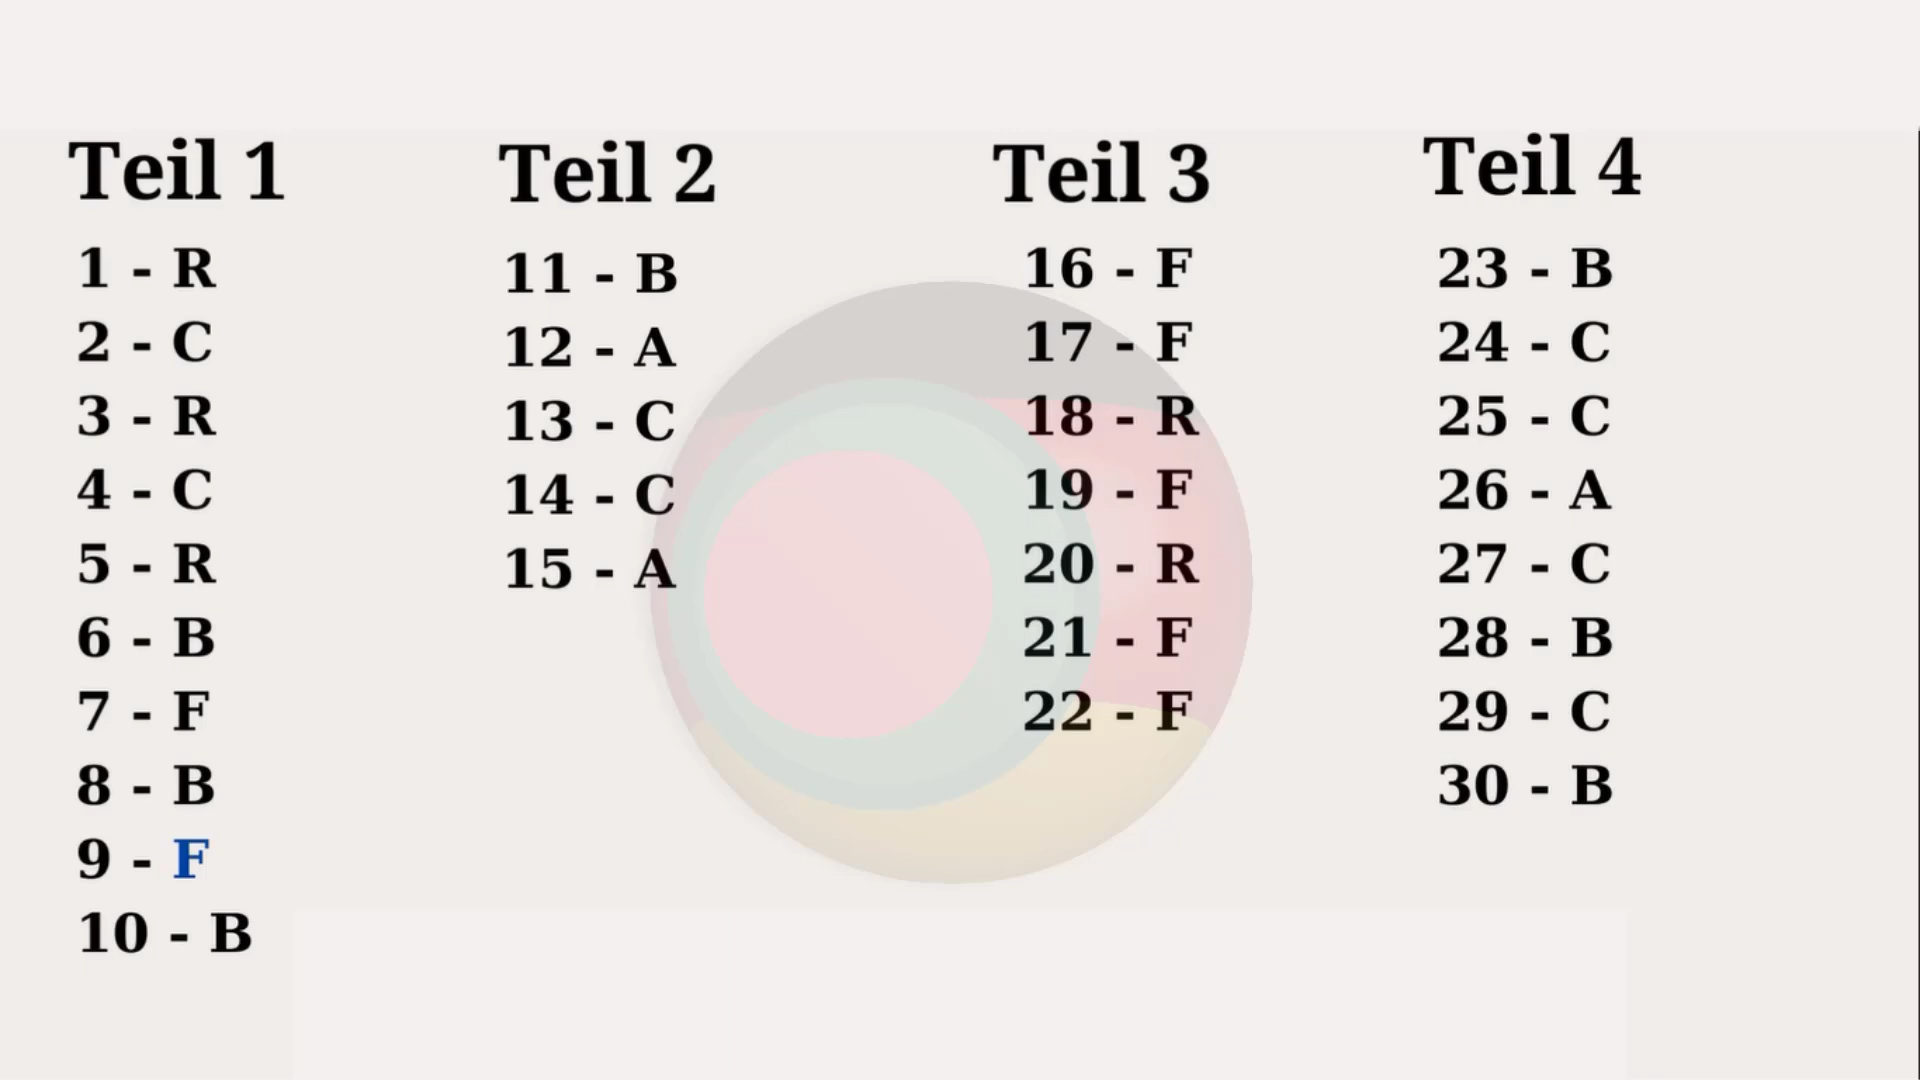 Teil 1
1 - R
2 - C
3 - R
4 - C
5 - R
6 - B
7 - F
8 - B
9 - F
10 - B
Teil 2
11 - B
12 - A
13 - C
14 - C
15 - A
Teil 3
16 - F
17 - F
18 - R
19 - F
20 - R
21 - F
22 - F
Teil 4
23 - B
24 - C
25 - C
26 - A
27 - C
28 - B
29 - C
30 - B